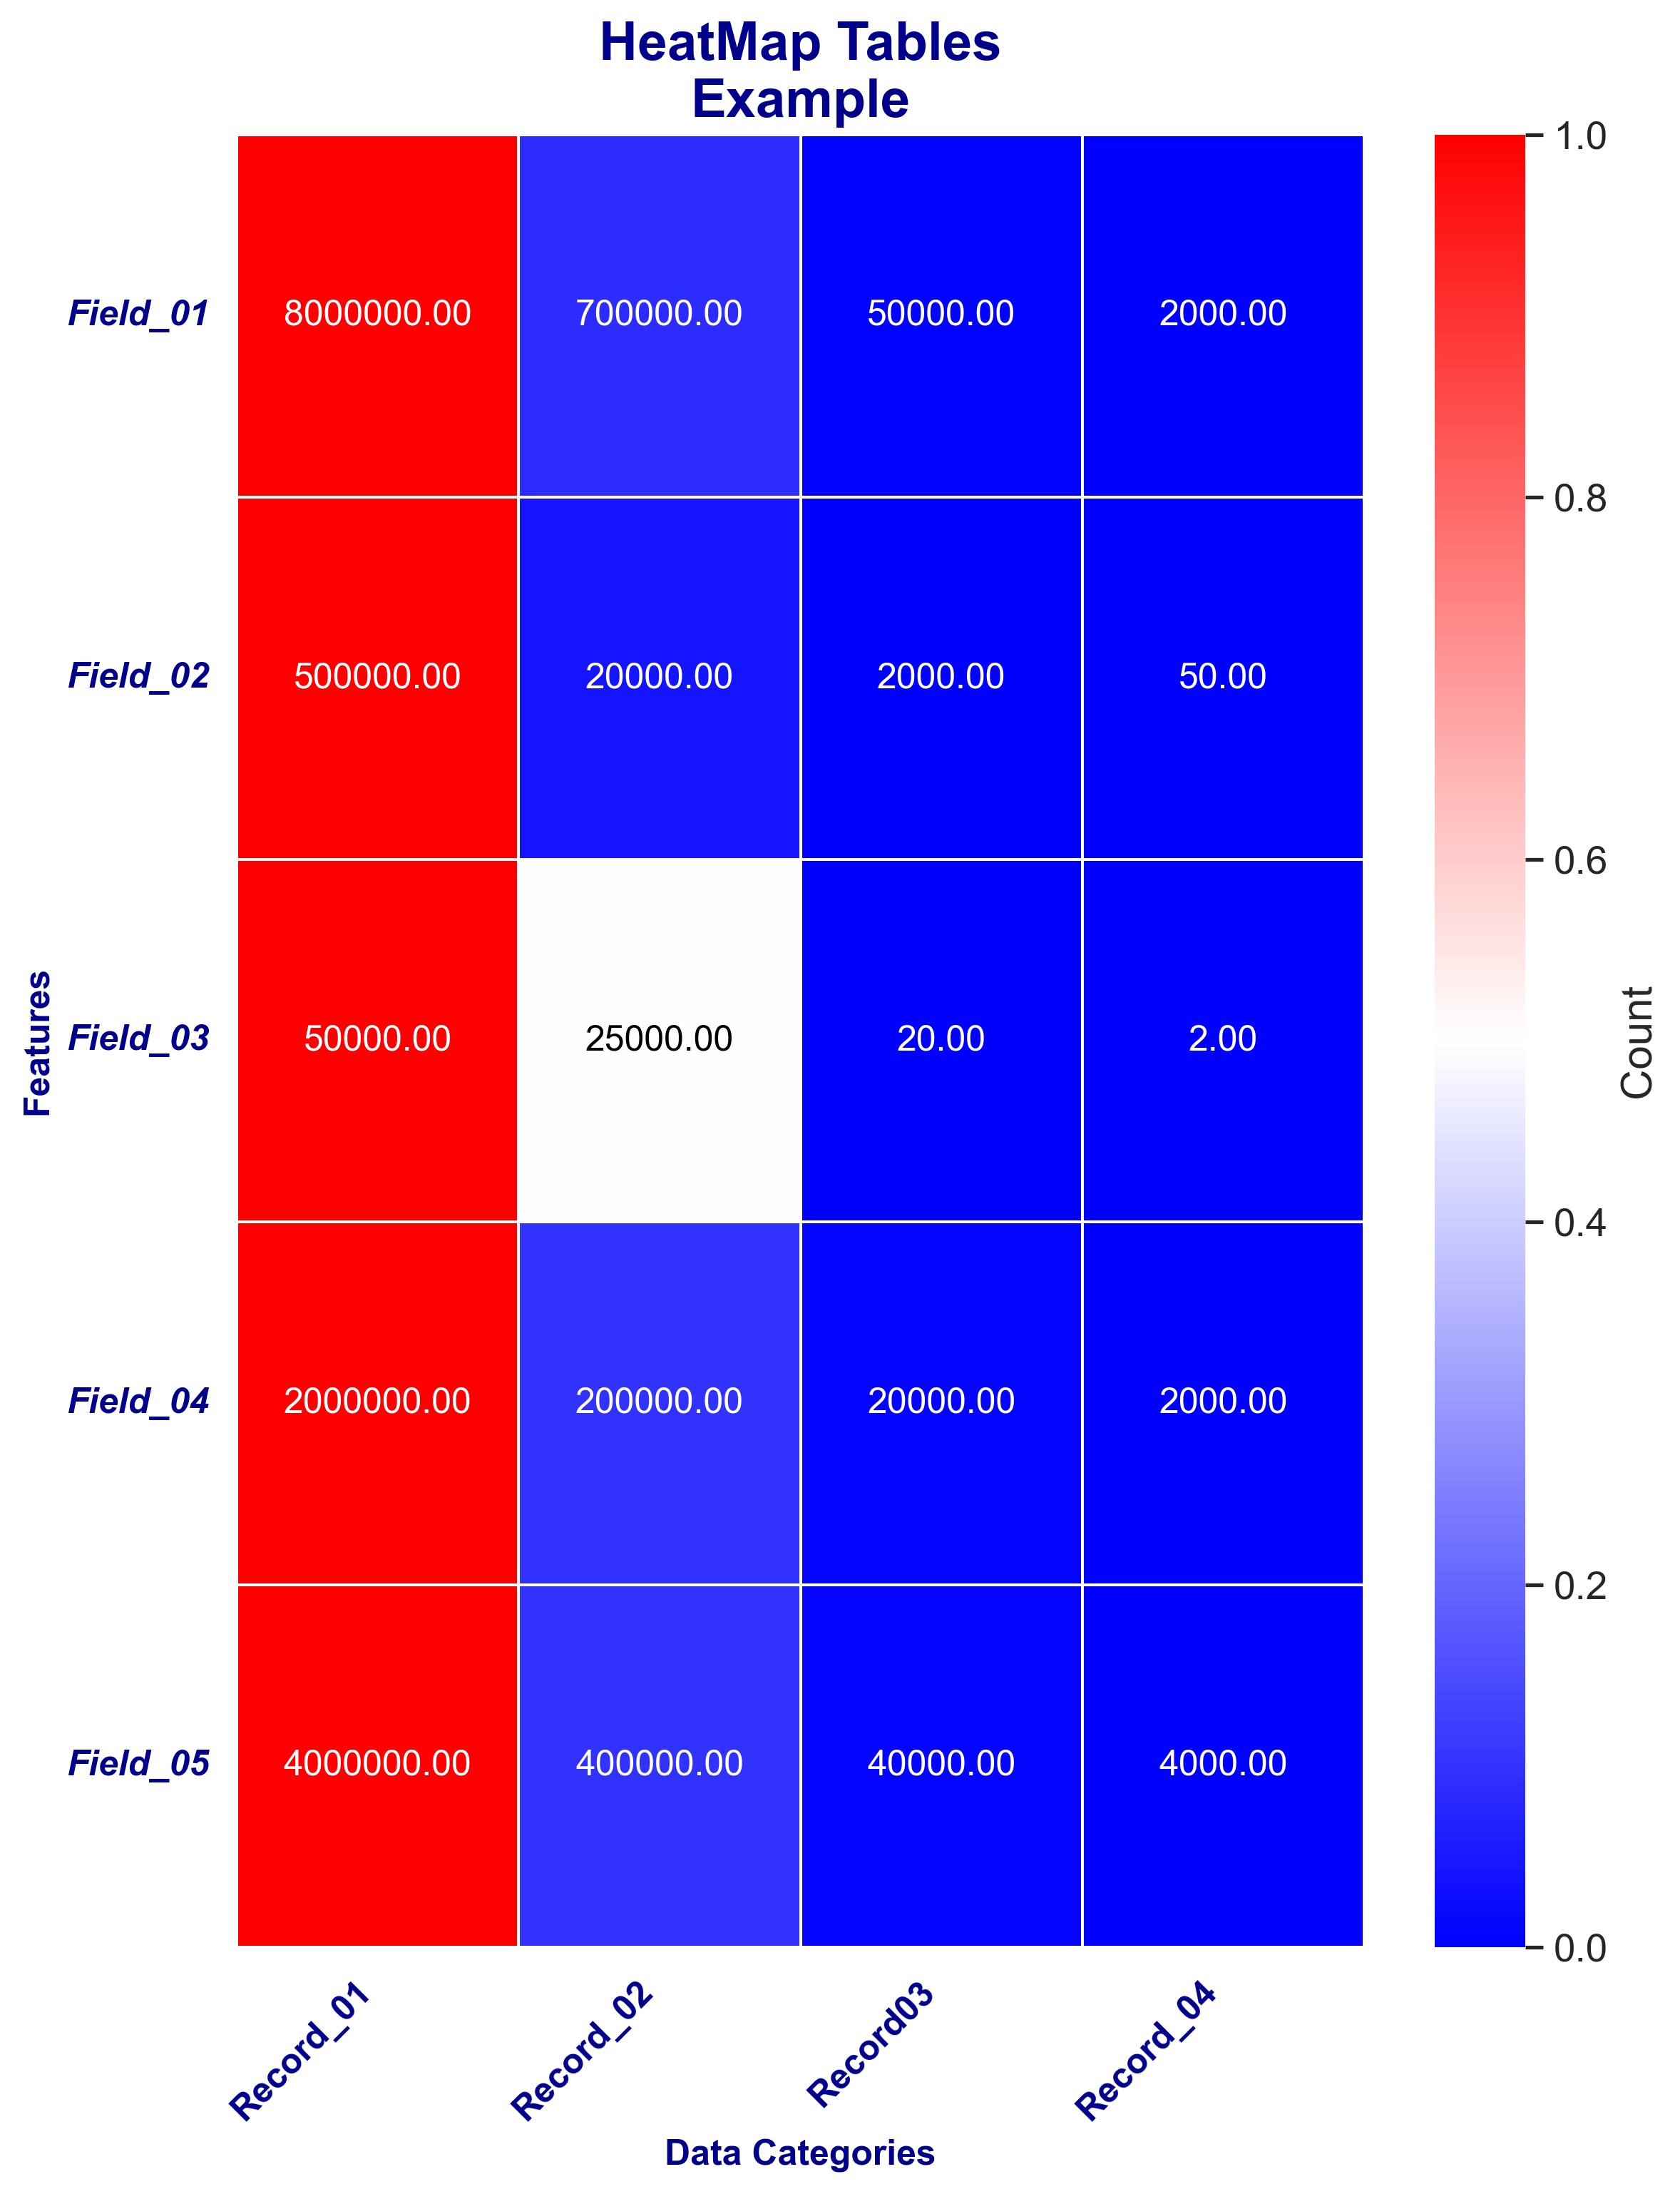 HeatMap Tables
Example
Field_01
8000000.00
700000.00
50000.00
2000.00
1.0
0.8
Field_02
500000.00
20000.00
2000.00
50.00
0.6
Features
Field_03
50000.00
25000.00
20.00
2.00
Count
0.4
Field_04
2000000.00
200000.00
20000.00
2000.00
0.2
Field_05
4000000.00
400000.00
40000.00
4000.00
0.0
Record_01
Record_02
Record03
Record_04
Data Categories